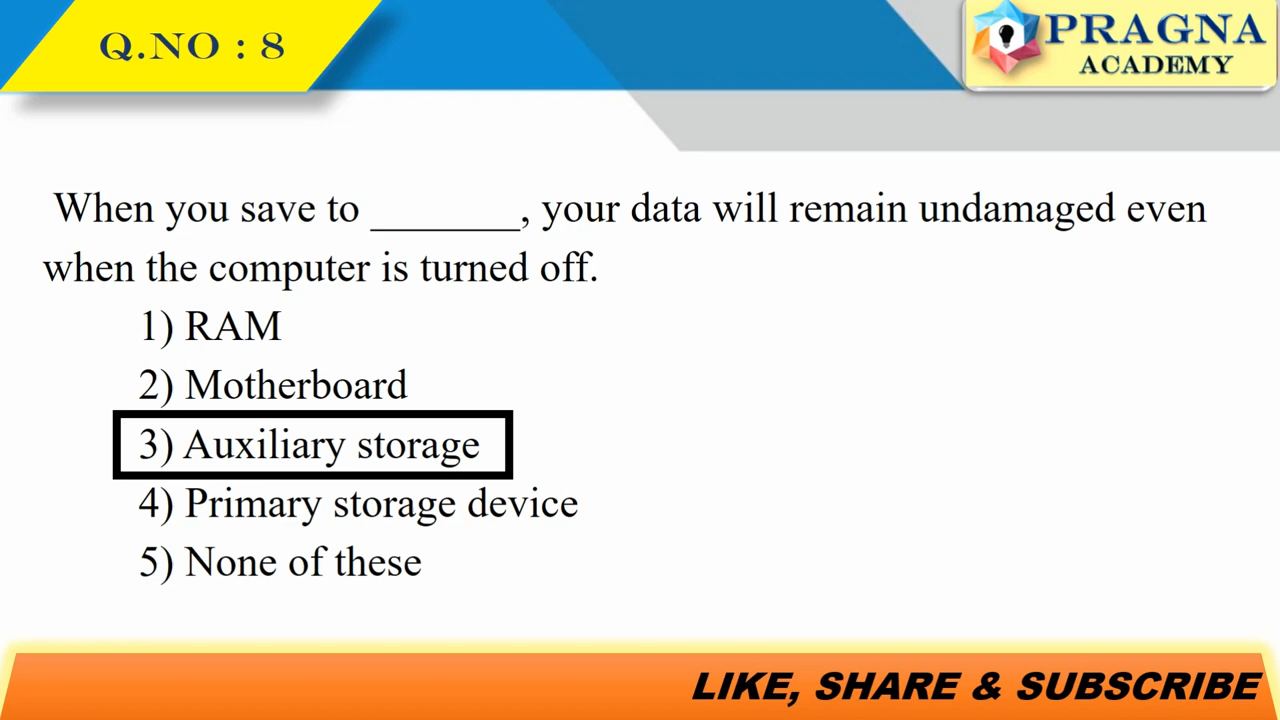 Q.NO : 8
PRAGNA
ACADEMY
When you save to ________, your data will remain undamaged even
when the computer is turned off.
1) RAM
2) Motherboard
3) Auxiliary storage
4) Primary storage device
5) None of these
LIKE, SHARE & SUBSCRIBE